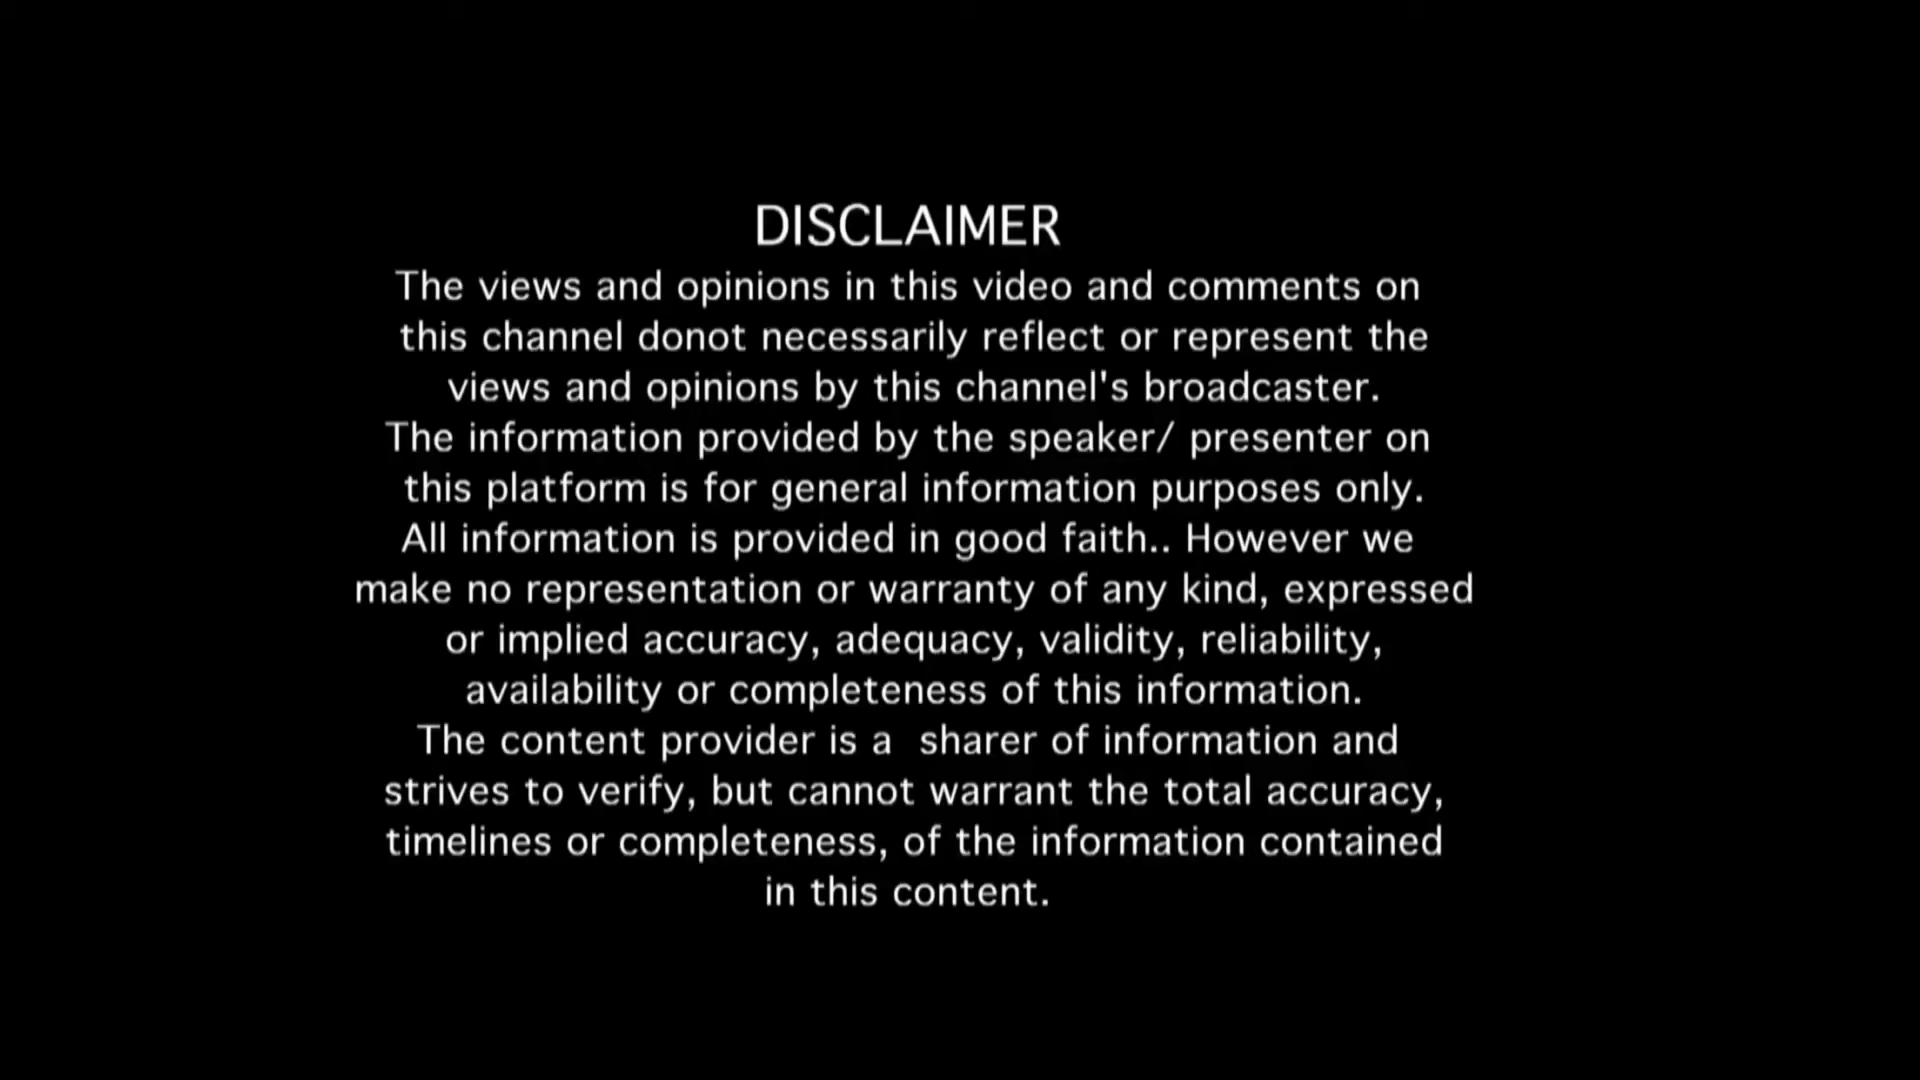 DISCLAIMER
The views and opinions in this video and comments on
this channel donot necessarily reflect or represent the
views and opinions by this channel's broadcaster.
The information provided by the speaker/ presenter on
this platform is for general information purposes only.
All information is provided in good faith.. However we
make no representation or warranty of any kind, expressed
or implied accuracy, adequacy, validity, reliability,
availability or completeness of this information.
The content provider is a  sharer of information and
strives to verify, but cannot warrant the total accuracy,
timelines or completeness, of the information contained
in this content.